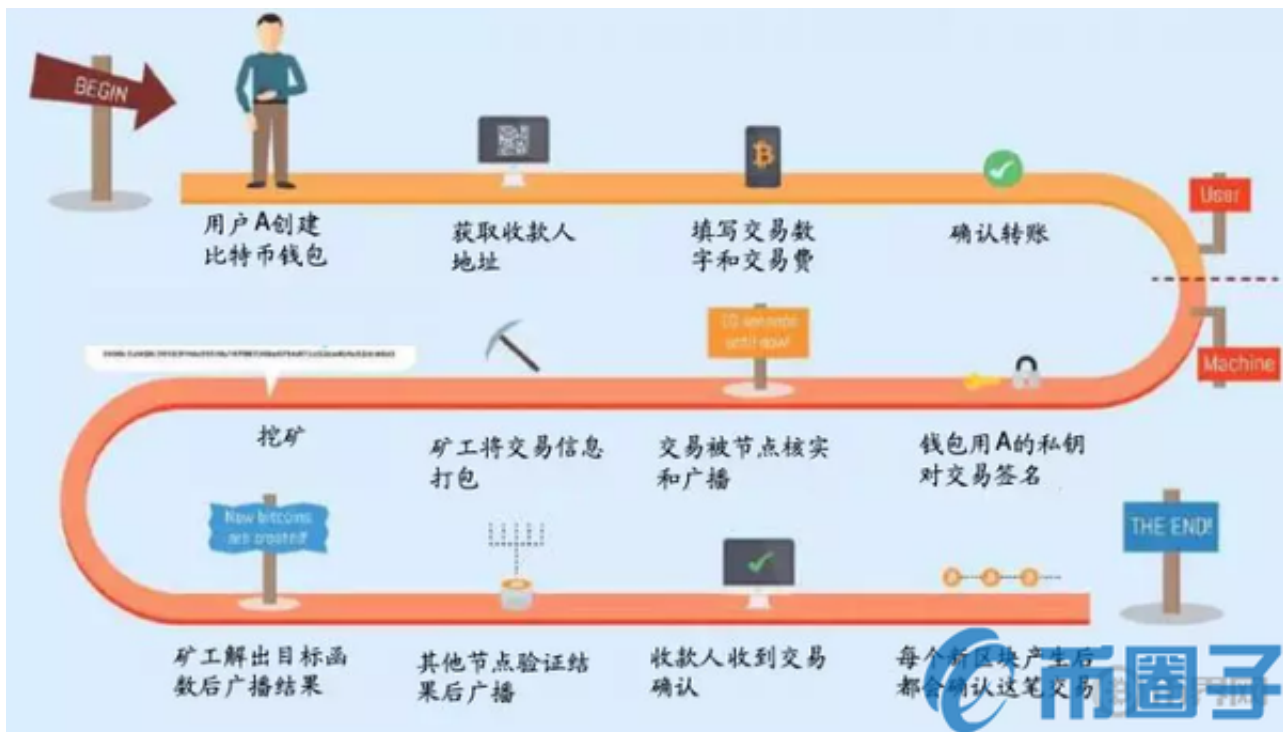 BEGIN
用户A创建
比特币钱包
获取收款人
地址
填写交易数
字和交易费
确认转账
User
Machine
钱包用A的私钥
对交易签名
10 seconds
until now!
交易被节点核实
和广播
矿工将交易信息
打包
挖矿
New bitcoins
are created!
矿工解出目标函
数后广播结果
其他节点验证结
果后广播
收款人收到交易
确认
每个新区块产生后
都会确认这笔交易
THE END!
币圈子